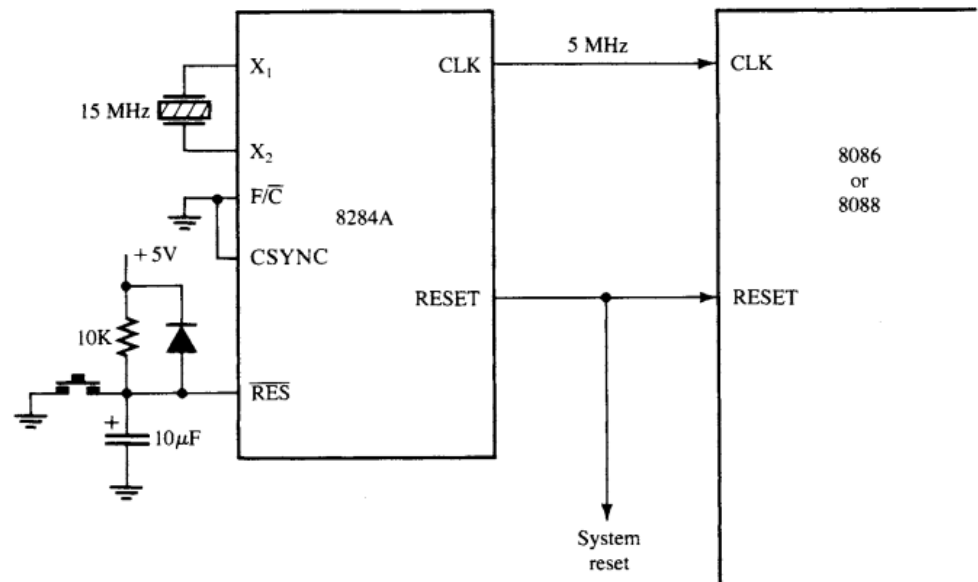 X₁
CLK
5 MHz
CLK
15 MHz
X₂
8086
or
8088
F/C̅
8284A
+5V
CSYNC
RESET
RESET
10K
R̅E̅S̅
+
10μF
System
reset